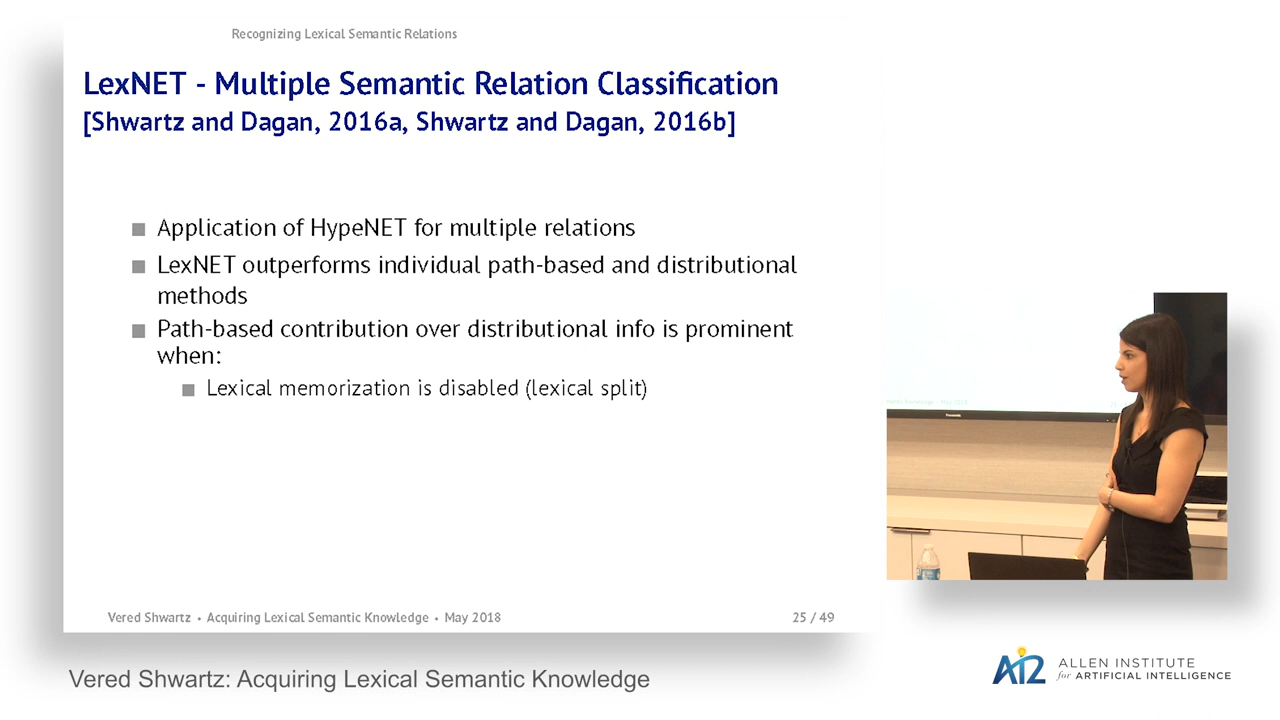 Recognizing Lexical Semantic Relations
LexNET - Multiple Semantic Relation Classification
[Shwartz and Dagan, 2016a, Shwartz and Dagan, 2016b]
Application of HypeNET for multiple relations
LexNET outperforms individual path-based and distributional
methods
Path-based contribution over distributional info is prominent
when:
Lexical memorization is disabled (lexical split)
Vered Shwartz • Acquiring Lexical Semantic Knowledge • May 2018
25 / 49
Vered Shwartz: Acquiring Lexical Semantic Knowledge
AI2
ALLEN INSTITUTE
for ARTIFICIAL INTELLIGENCE